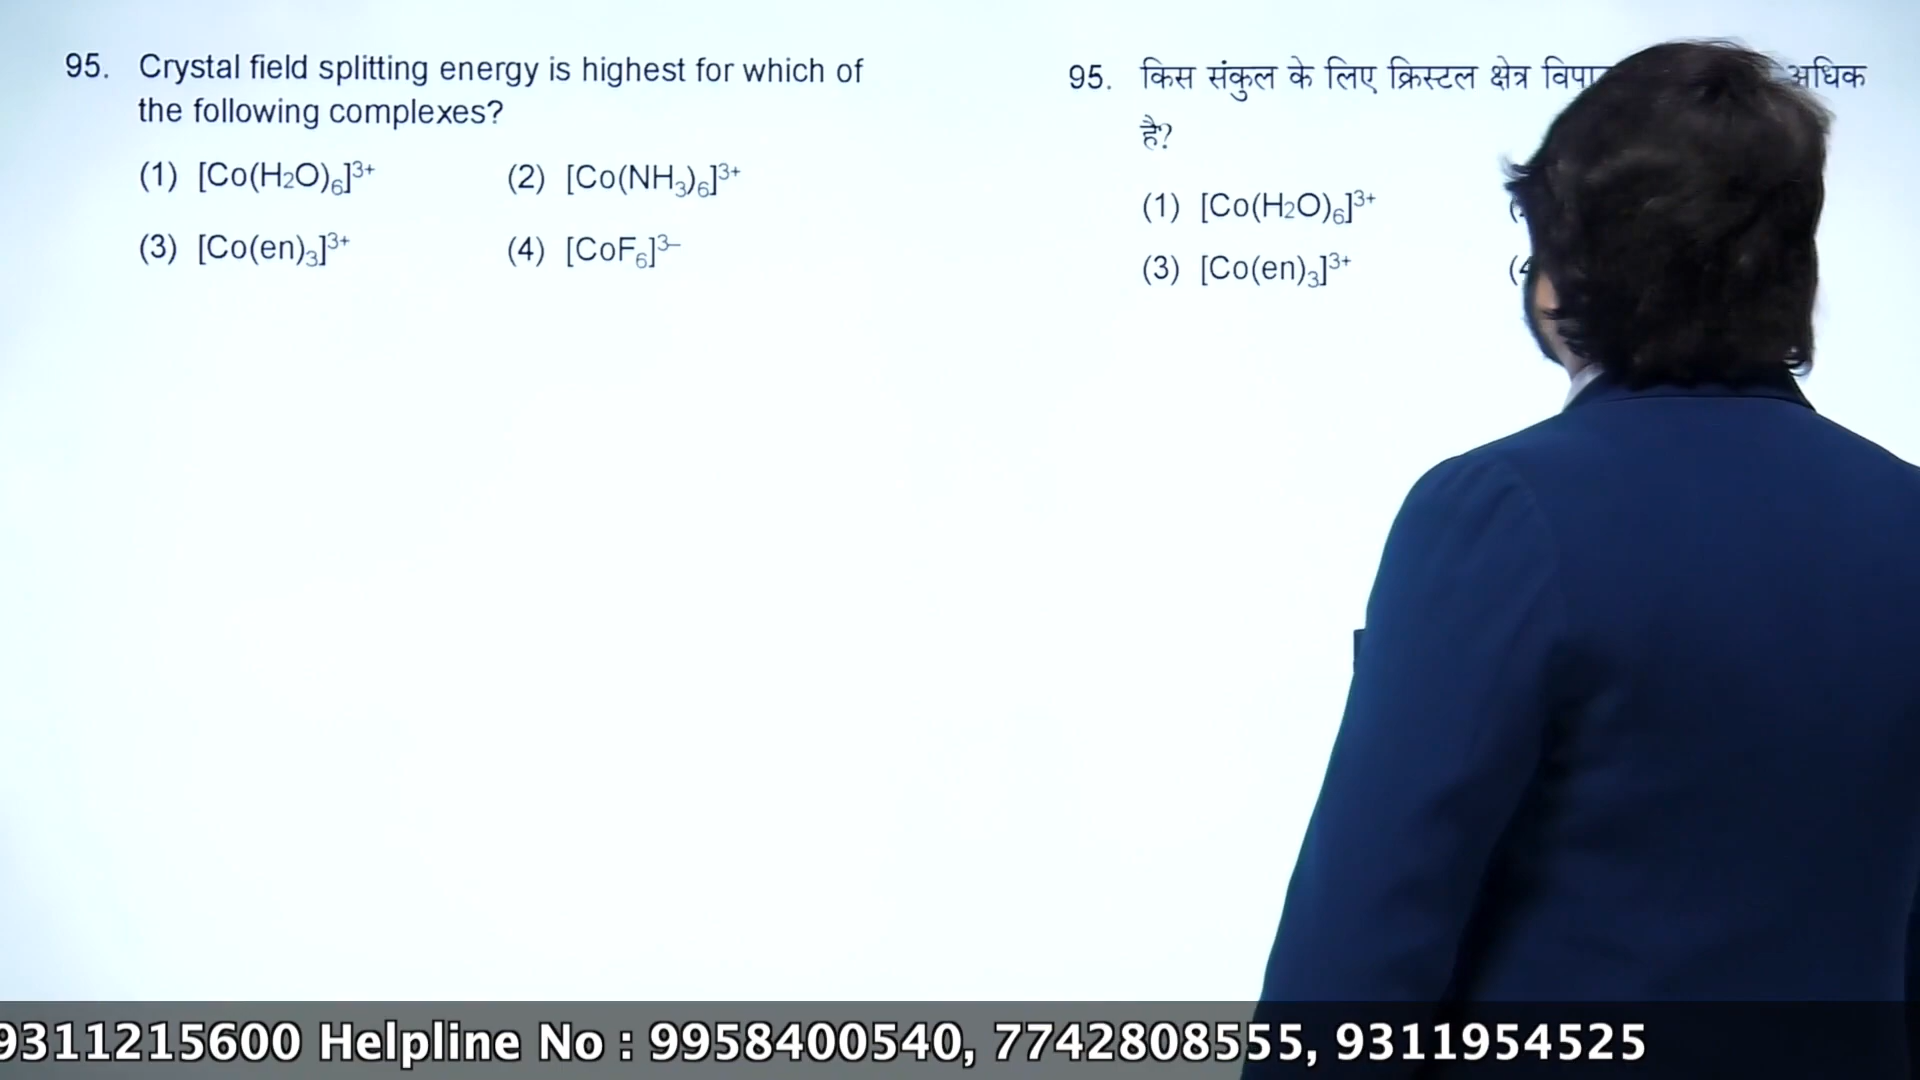 95. Crystal field splitting energy is highest for which of
the following complexes?
(1) [Co(H₂O)₆]³⁺ (2) [Co(NH₃)₆]³⁺
(3) [Co(en)₃]³⁺ (4) [CoF₆]³⁻
95. किस संकुल के लिए क्रिस्टल क्षेत्र अधिक
है?
(1) [Co(H₂O)₆]³⁺
(3) [Co(en)₃]³⁺
9311215600 Helpline No : 9958400540, 7742808555, 9311954525